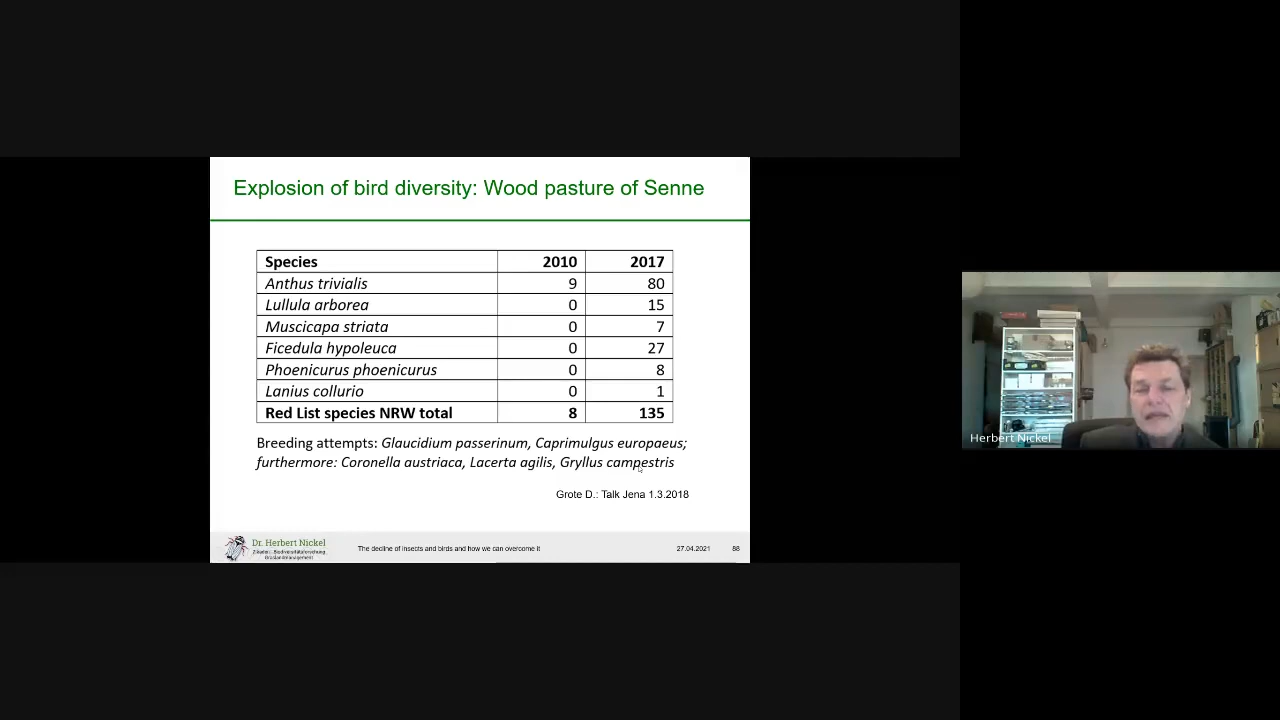 Explosion of bird diversity: Wood pasture of Senne
Species 2010 2017
Anthus trivialis 9 80
Lullula arborea 0 15
Muscicapa striata 0 7
Ficedula hypoleuca 0 27
Phoenicurus phoenicurus 0 8
Lanius collurio 0 1
Red List species NRW total 8 135
Breeding attempts: Glaucidium passerinum, Caprimulgus europaeus;
furthermore: Coronella austriaca, Lacerta agilis, Gryllus campestris
Grote D.: Talk Jena 1.3.2018
Dr. Herbert Nickel
Zikaden - Biodiversitätsforschung
Graslandmanagement
The decline of insects and birds and how we can overcome it
27.04.2021 88
Herbert Nickel